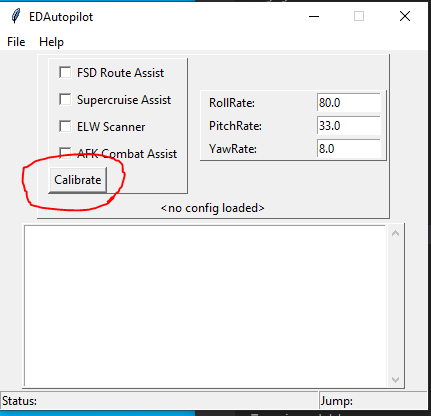 EDAutopilot
File Help
FSD Route Assist
Supercruise Assist
ELW Scanner
AFK Combat Assist
Calibrate
RollRate: 80.0
PitchRate: 33.0
YawRate: 8.0
<no config loaded>
Status: Jump: